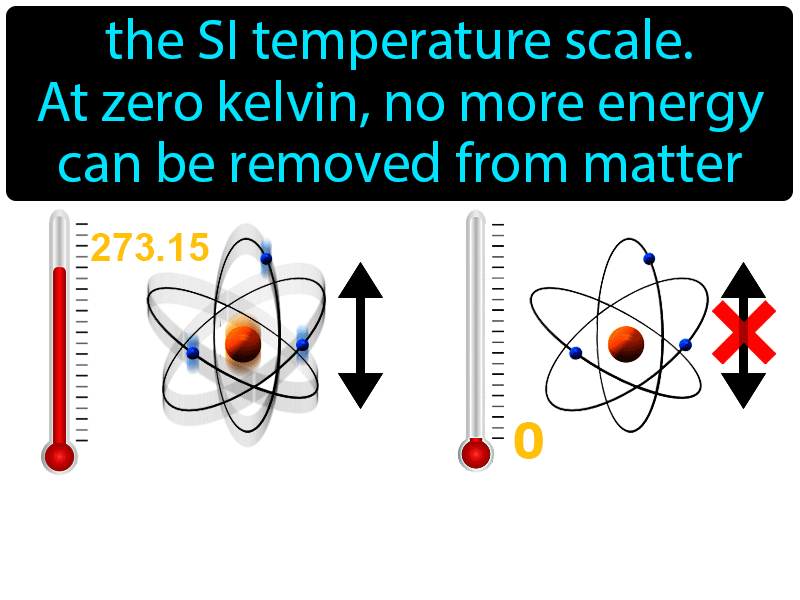 the SI temperature scale.
At zero kelvin, no more energy
can be removed from matter
273.15
0